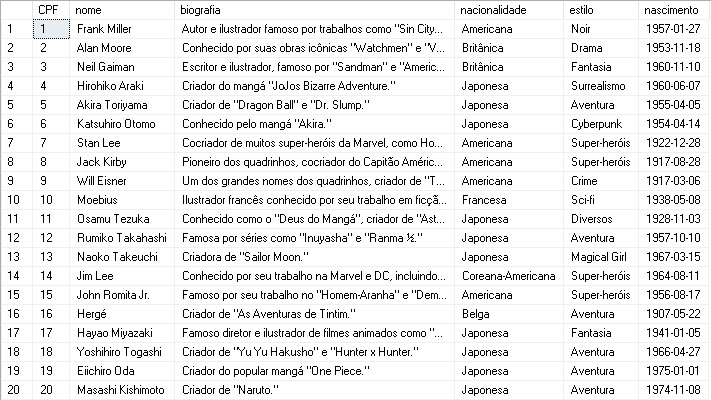 CPF nome biografia nacionalidade estilo nascimento
1 1 Frank Miller Autor e ilustrador famoso por trabalhos como "Sin City... Americana Noir 1957-01-27
2 2 Alan Moore Conhecido por suas obras icônicas "Watchmen" e "V... Britânica Drama 1953-11-18
3 3 Neil Gaiman Escritor e ilustrador, famoso por "Sandman" e "Americ... Britânica Fantasia 1960-11-10
4 4 Hirohiko Araki Criador do mangá "JoJos Bizarre Adventure." Japonesa Surrealismo 1960-06-07
5 5 Akira Toriyama Criador de "Dragon Ball" e "Dr. Slump." Japonesa Aventura 1955-04-05
6 6 Katsuhiro Otomo Conhecido pelo mangá "Akira." Japonesa Cyberpunk 1954-04-14
7 7 Stan Lee Cocriador de muitos super-heróis da Marvel, como Ho... Americana Super-heróis 1922-12-28
8 8 Jack Kirby Pioneiro dos quadrinhos, cocriador do Capitão Améric... Americana Super-heróis 1917-08-28
9 9 Will Eisner Um dos grandes nomes dos quadrinhos, criador de "T... Americana Crime 1917-03-06
10 10 Moebius Ilustrador francês conhecido por seu trabalho em ficçã... Francesa Sci-fi 1938-05-08
11 11 Osamu Tezuka Conhecido como o "Deus do Mangá", criador de "Ast... Japonesa Diversos 1928-11-03
12 12 Rumiko Takahashi Famosa por séries como "Inuyasha" e "Ranma ½." Japonesa Aventura 1957-10-10
13 13 Naoko Takeuchi Criadora de "Sailor Moon." Japonesa Magical Girl 1967-03-15
14 14 Jim Lee Conhecido por seu trabalho na Marvel e DC, incluindo... Coreana-Americana Super-heróis 1964-08-11
15 15 John Romita Jr. Famoso por seu trabalho no "Homem-Aranha" e "Dem... Americana Super-heróis 1956-08-17
16 16 Hergé Criador de "As Aventuras de Tintim." Belga Aventura 1907-05-22
17 17 Hayao Miyazaki Famoso diretor e ilustrador de filmes animados como "... Japonesa Fantasia 1941-01-05
18 18 Yoshihiro Togashi Criador de "Yu Yu Hakusho" e "Hunter x Hunter." Japonesa Aventura 1966-04-27
19 19 Eiichiro Oda Criador do popular mangá "One Piece." Japonesa Aventura 1975-01-01
20 20 Masashi Kishimoto Criador de "Naruto." Japonesa Aventura 1974-11-08